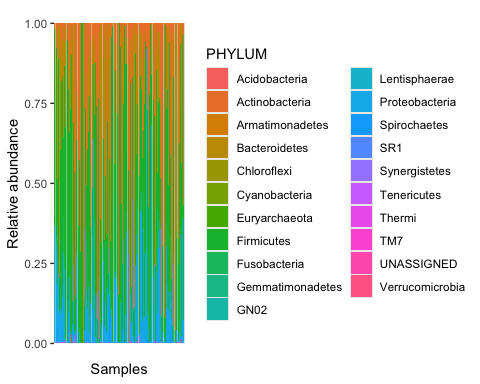 1.00
0.75
0.50
0.25
0.00
Relative abundance
Samples
PHYLUM
Acidobacteria
Actinobacteria
Armatimonadetes
Bacteroidetes
Chloroflexi
Cyanobacteria
Euryarchaeota
Firmicutes
Fusobacteria
Gemmatimonadetes
GN02
Lentisphaerae
Proteobacteria
Spirochaetes
SR1
Synergistetes
Tenericutes
Thermi
TM7
UNASSIGNED
Verrucomicrobia